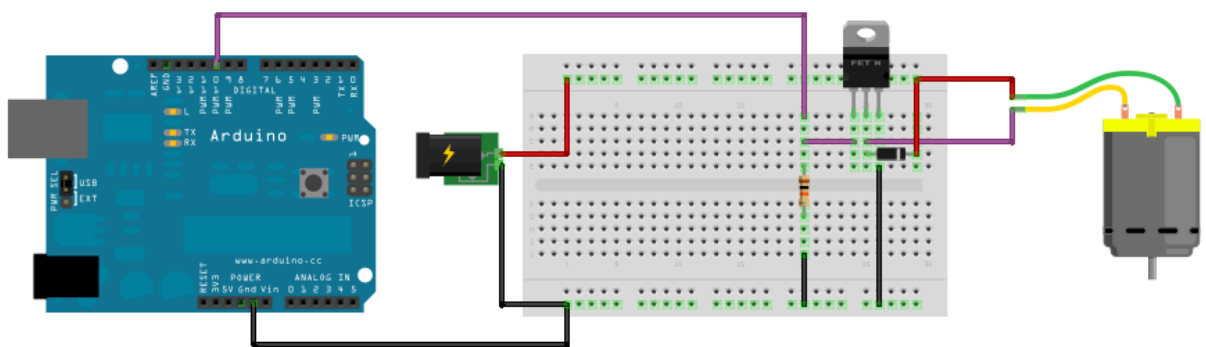 FET N
AREF
GND
13
12
11
10
9
8
7
6
5
4
3
2
1
0
TX
RX
PWM
PWM
PWM
PWM
PWM
PWM
DIGITAL
L
TX
RX
Arduino
PWR
1
ICSP
PWR SEL
USB
EXT
www.arduino.cc
POWER
ANALOG IN
RESET
3V3
5V Gnd Vin
0 1 2 3 4 5